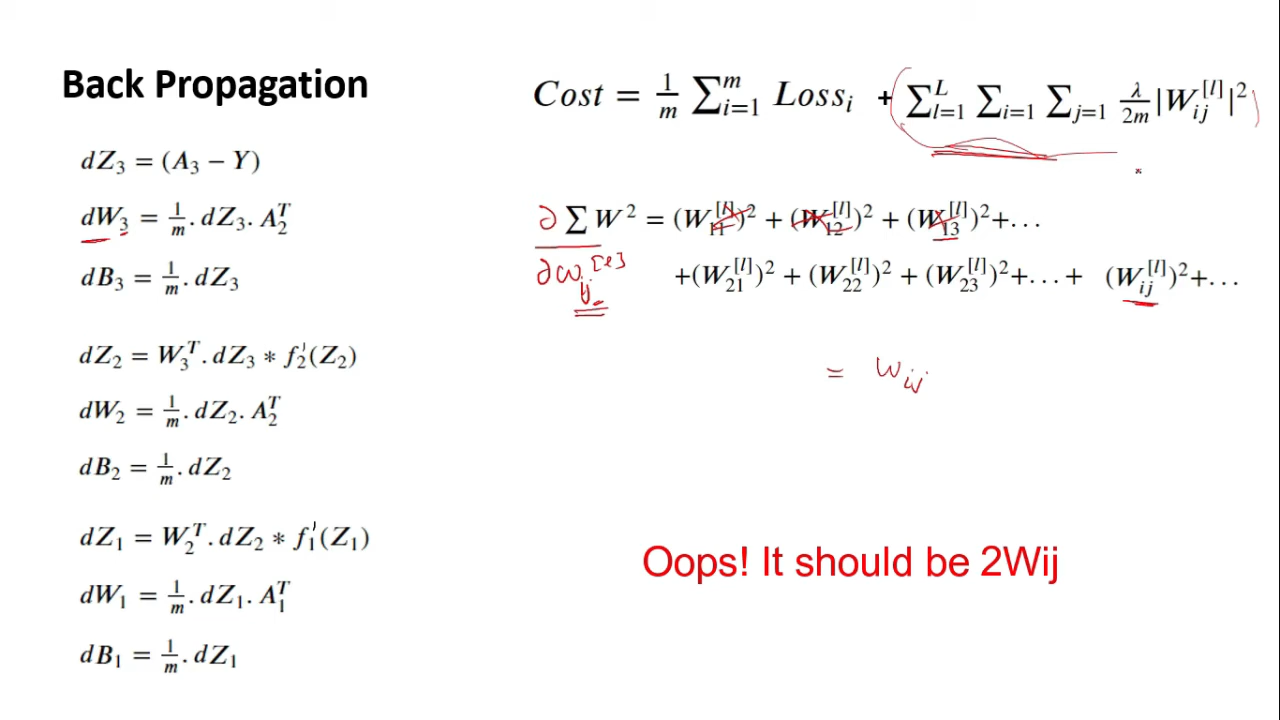 Back Propagation
dZ₃ = (A₃ − Y)
dW₃ = 1/m . dZ₃. A₂ᵀ
dB₃ = 1/m . dZ₃
dZ₂ = W₃ᵀ. dZ₃ * f₂'(Z₂)
dW₂ = 1/m . dZ₂. A₂ᵀ
dB₂ = 1/m . dZ₂
dZ₁ = W₂ᵀ. dZ₂ * f₁'(Z₁)
dW₁ = 1/m . dZ₁. A₁ᵀ
dB₁ = 1/m . dZ₁
Cost = 1/m ∑ᵢ₌₁ᵐ Lossᵢ + ∑ₗ₌₁ᴸ ∑ᵢ₌₁ ∑ⱼ₌₁ λ/2m |Wᵢⱼ^[l]|²
∂ ∑ W² = (W₁₁^[l])² + (W₁₂^[l])² + (W₁₃^[l])²+. . .
∂wᵢⱼ^[l] +(W₂₁^[l])² + (W₂₂^[l])² + (W₂₃^[l])²+. . . + (Wᵢⱼ^[l])²+. . .
= Wᵢⱼ
Oops! It should be 2Wij